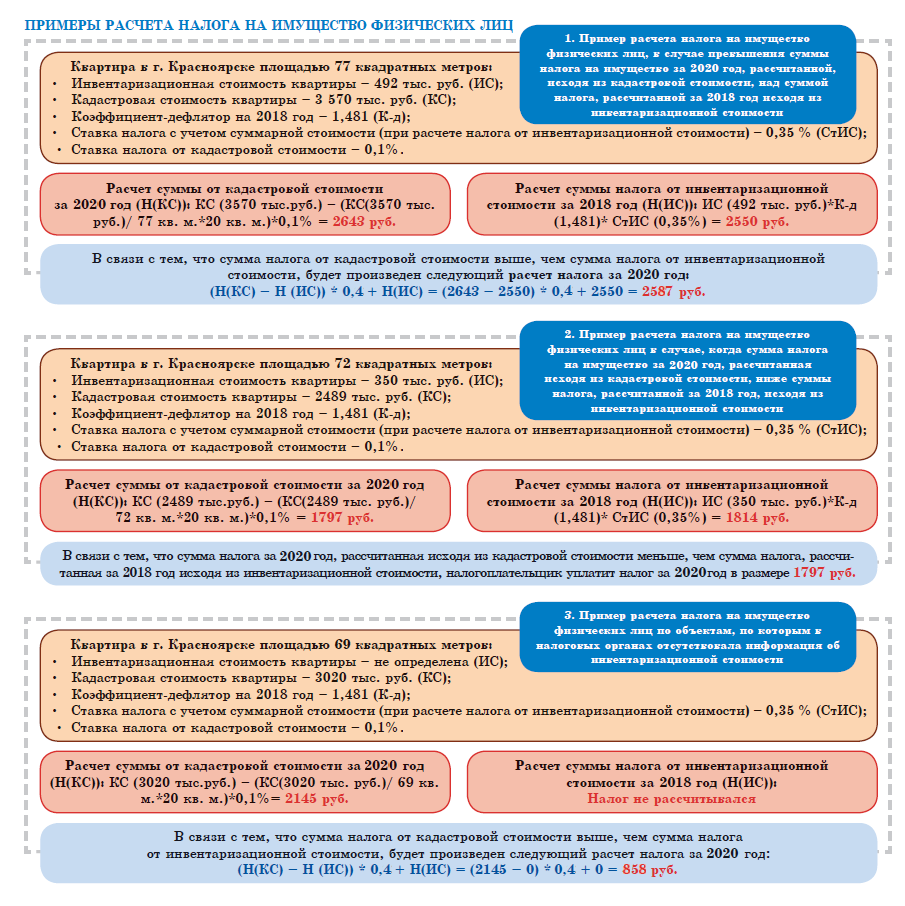 ПРИМЕРЫ РАСЧЕТА НАЛОГА НА ИМУЩЕСТВО ФИЗИЧЕСКИХ ЛИЦ
1. Пример расчета налога на имущество
физических лиц, в случае превышения суммы
налога на имущество за 2020 год, рассчитанной,
исходя из кадастровой стоимости, над суммой
налога, рассчитанной за 2018 год исходя из
инвентаризационной стоимости
Квартира в г. Красноярске площадью 77 квадратных метров:
• Инвентаризационная стоимость квартиры – 492 тыс. руб. (ИС);
• Кадастровая стоимость квартиры – 3 570 тыс. руб. (КС);
• Коэффициент-дефлятор на 2018 год – 1,481 (К-д);
• Ставка налога с учетом суммарной стоимости (при расчете налога от инвентаризационной стоимости) – 0,35 % (СтИС);
• Ставка налога от кадастровой стоимости – 0,1%.
Расчет суммы от кадастровой стоимости
за 2020 год (Н(КС)): КС (3570 тыс.руб.) – (КС(3570 тыс.
руб.)/ 77 кв. м.*20 кв. м.)*0,1% = 2643 руб.
Расчет суммы налога от инвентаризационной
стоимости за 2018 год (Н(ИС)): ИС (492 тыс. руб.)*К-д
(1,481)* СтИС (0,35%) = 2550 руб.
В связи с тем, что сумма налога от кадастровой стоимости выше, чем сумма налога от инвентаризационной
стоимости, будет произведен следующий расчет налога за 2020 год:
(Н(КС) – Н (ИС)) * 0,4 + Н(ИС) = (2643 – 2550) * 0,4 + 2550 = 2587 руб.
2. Пример расчета налога на имущество
физических лиц в случае, когда сумма налога
на имущество за 2020 год, рассчитанная
исходя из кадастровой стоимости, ниже суммы
налога, рассчитанной за 2018 год, исходя из
инвентаризационной стоимости
Квартира в г. Красноярске площадью 72 квадратных метров:
• Инвентаризационная стоимость квартиры – 350 тыс. руб. (ИС);
• Кадастровая стоимость квартиры – 2489 тыс. руб. (КС);
• Коэффициент-дефлятор на 2018 год – 1,481 (К-д);
• Ставка налога с учетом суммарной стоимости (при расчете налога от инвентаризационной стоимости) – 0,35 % (СтИС);
• Ставка налога от кадастровой стоимости – 0,1%.
Расчет суммы от кадастровой стоимости за 2020 год
(Н(КС)): КС (2489 тыс.руб.) – (КС(2489 тыс. руб.)/
72 кв. м.*20 кв. м.)*0,1% = 1797 руб.
Расчет суммы налога от инвентаризационной
стоимости за 2018 год (Н(ИС)): ИС (350 тыс. руб.)*К-д
(1,481)* СтИС (0,35%) = 1814 руб.
В связи с тем, что сумма налога за 2020 год, рассчитанная исходя из кадастровой стоимости меньше, чем сумма налога, рассчи-
танная за 2018 год исходя из инвентаризационной стоимости, налогоплательщик уплатит налог за 2020 год в размере 1797 руб.
3. Пример расчета налога на имущество
физических лиц по объектам, по которым в
налоговых органах отсутствовала информация об
инвентаризационной стоимости
Квартира в г. Красноярске площадью 69 квадратных метров:
• Инвентаризационная стоимость квартиры – не определена (ИС);
• Кадастровая стоимость квартиры – 3020 тыс. руб. (КС);
• Коэффициент-дефлятор на 2018 год – 1,481 (К-д);
• Ставка налога с учетом суммарной стоимости (при расчете налога от инвентаризационной стоимости) – 0,35 % (СтИС);
• Ставка налога от кадастровой стоимости – 0,1%.
Расчет суммы от кадастровой стоимости за 2020 год
(Н(КС)): КС (3020 тыс.руб.) – (КС(3020 тыс. руб.)/ 69 кв.
м.*20 кв. м.)*0,1%= 2145 руб.
Расчет суммы налога от инвентаризационной
стоимости за 2018 год (Н(ИС)):
Налог не рассчитывался
В связи с тем, что сумма налога от кадастровой стоимости выше, чем сумма налога
от инвентаризационной стоимости, будет произведен следующий расчет налога за 2020 год:
(Н(КС) – Н (ИС)) * 0,4 + Н(ИС) = (2145 – 0) * 0,4 + 0 = 858 руб.